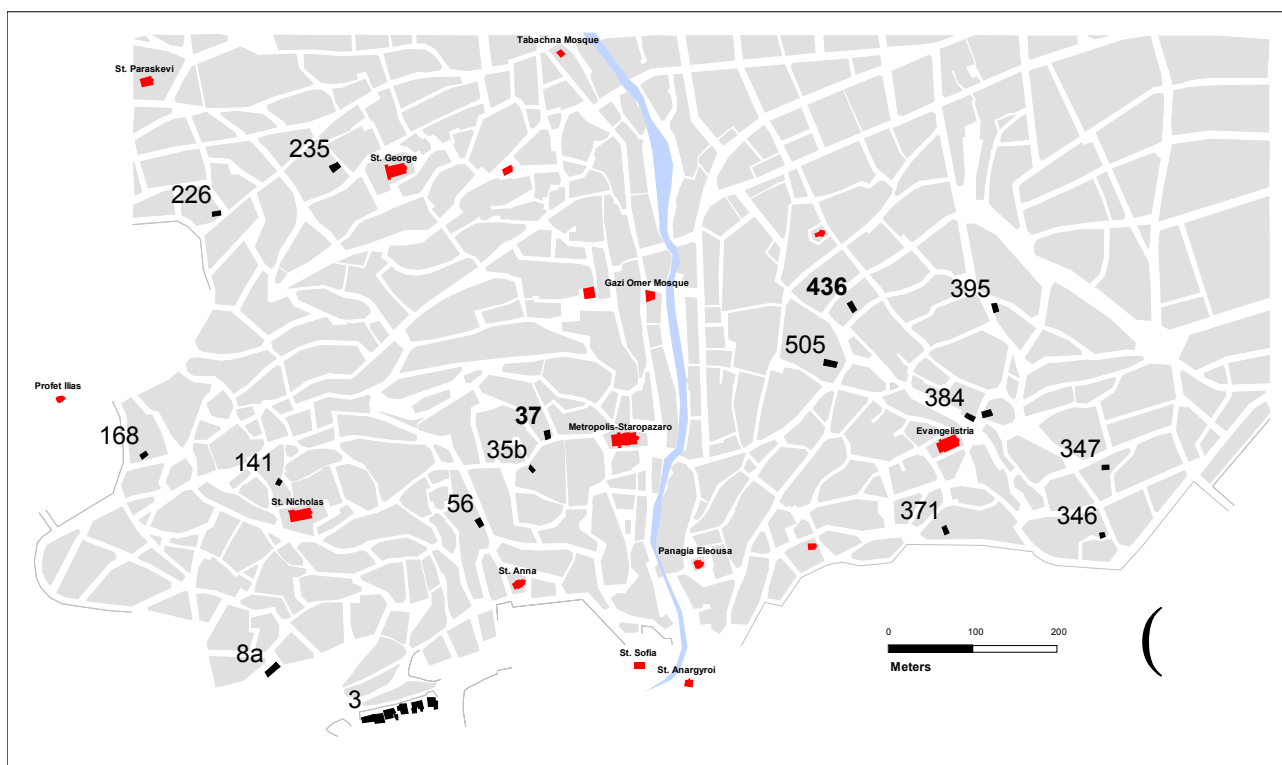 Tabachna Mosque
St. Paraskevi
235
St. George
226
Gazi Omer Mosque
436
395
505
Profet Ilias
384
37
Metropolis-Staropazaro
Evangelistria
168
35b
347
141
St. Nicholas
56
371
346
Panagia Eleousa
St. Anna
0 100 200
Meters
8a
St. Sofia
St. Anargyroi
3
(